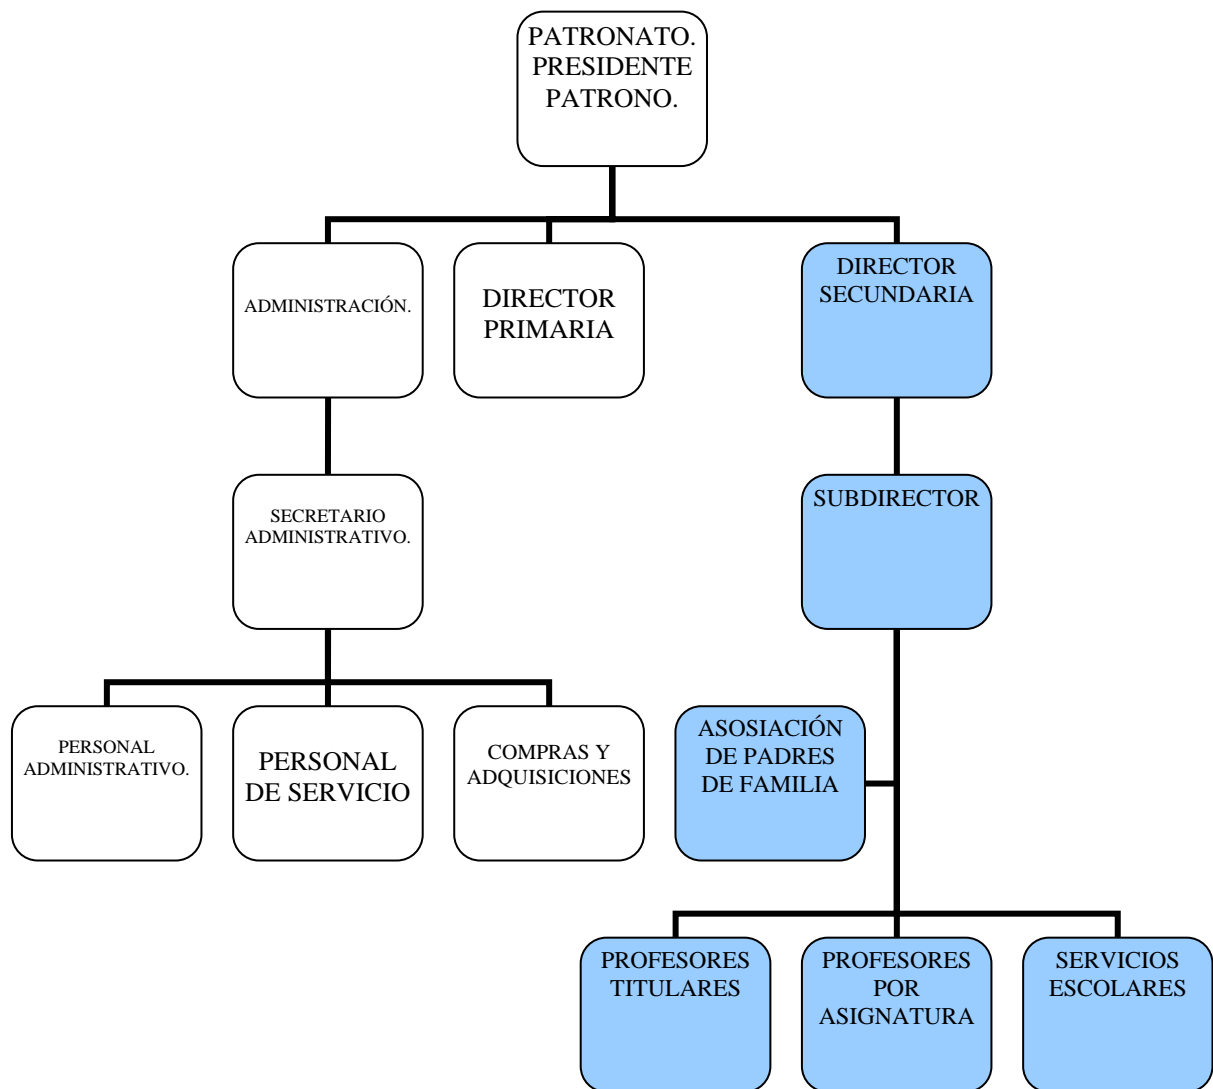 PATRONATO.
PRESIDENTE
PATRONO.
ADMINISTRACIÓN.
DIRECTOR
PRIMARIA
DIRECTOR
SECUNDARIA
SECRETARIO
ADMINISTRATIVO.
SUBDIRECTOR
PERSONAL
ADMINISTRATIVO.
PERSONAL
DE SERVICIO
COMPRAS Y
ADQUISICIONES
ASOSIACIÓN
DE PADRES
DE FAMILIA
PROFESORES
TITULARES
PROFESORES
POR
ASIGNATURA
SERVICIOS
ESCOLARES